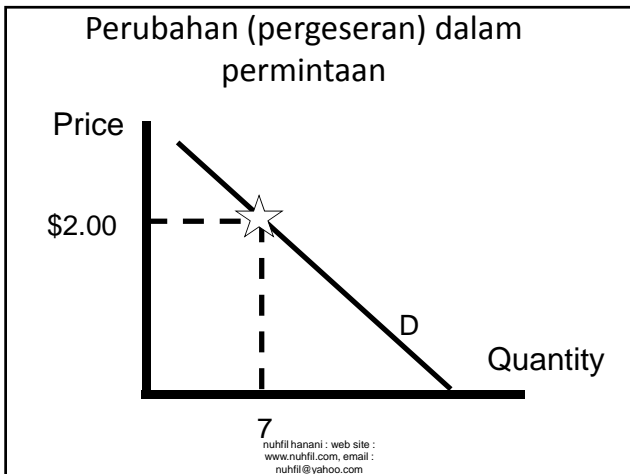 Perubahan (pergeseran) dalam
permintaan
Price
$2.00
D
Quantity
7
nuhfil hanani : web site :
www.nuhfil.com, email :
nuhfil@yahoo.com